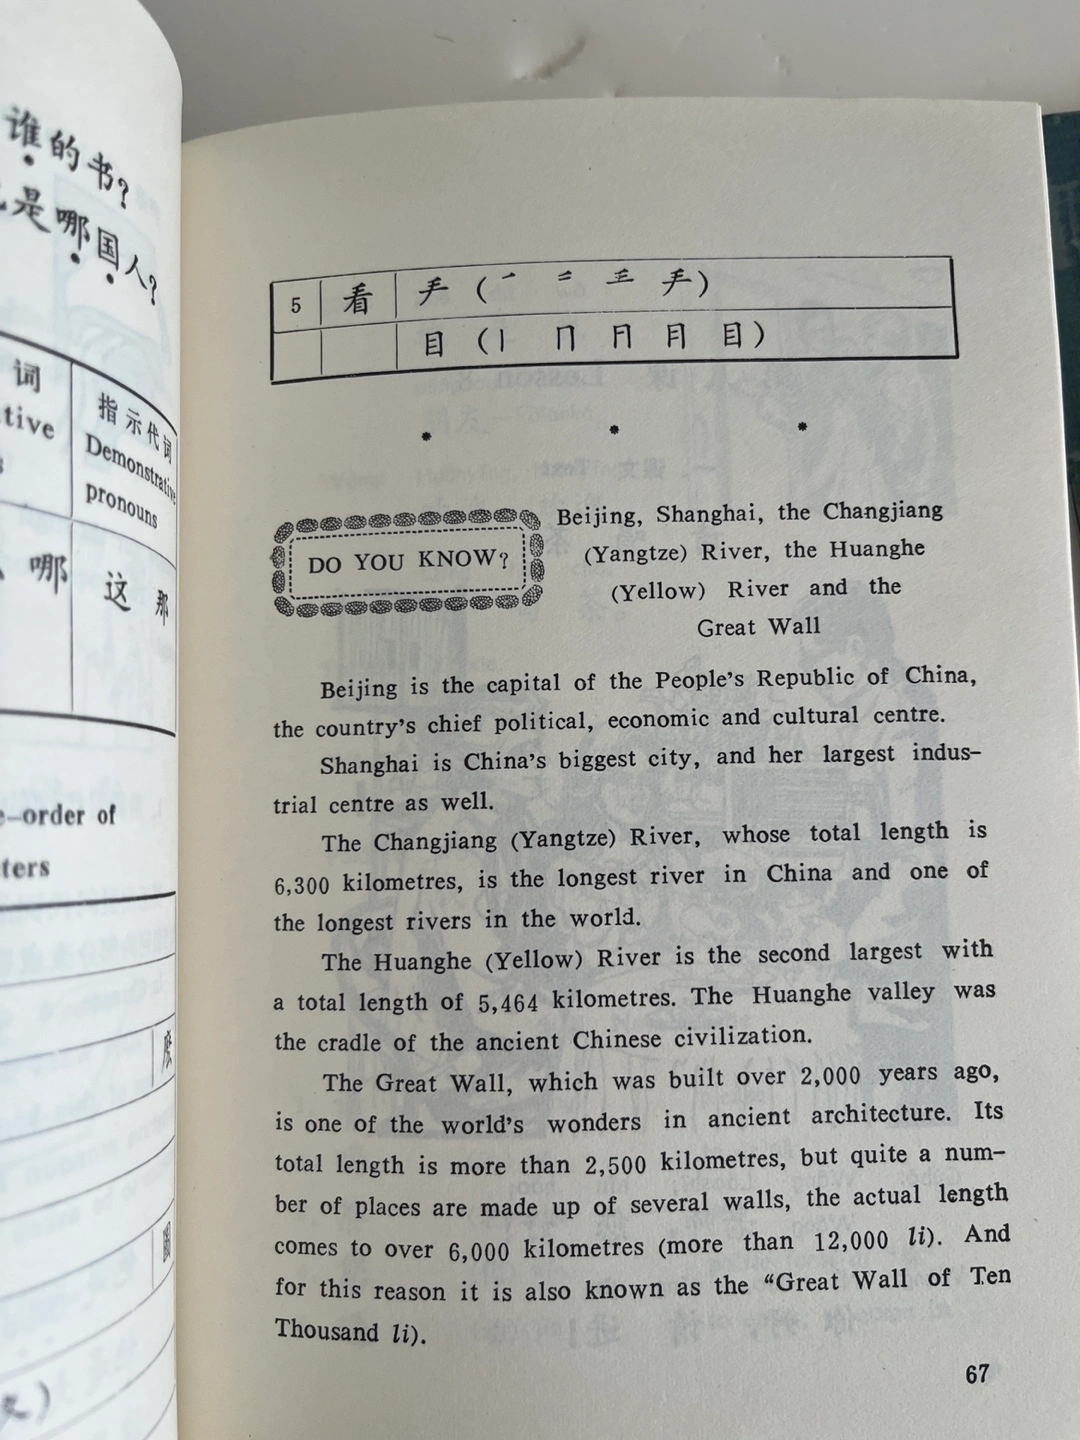 谁的书?
是哪国人?
词
tive
s
指示代词
Demonstrative
pronouns
哪
这 那
e-order of
ters
5 看 手 (一 二 三 手)
目 (丨 冂 月 月 目)
DO YOU KNOW?
Beijing, Shanghai, the Changjiang
(Yangtze) River, the Huanghe
(Yellow) River and the
Great Wall
Beijing is the capital of the People's Republic of China,
the country's chief political, economic and cultural centre.
Shanghai is China's biggest city, and her largest indus-
trial centre as well.
The Changjiang (Yangtze) River, whose total length is
6,300 kilometres, is the longest river in China and one of
the longest rivers in the world.
The Huanghe (Yellow) River is the second largest with
a total length of 5,464 kilometres. The Huanghe valley was
the cradle of the ancient Chinese civilization.
The Great Wall, which was built over 2,000 years ago,
is one of the world's wonders in ancient architecture. Its
total length is more than 2,500 kilometres, but quite a num-
ber of places are made up of several walls, the actual length
comes to over 6,000 kilometres (more than 12,000 li). And
for this reason it is also known as the "Great Wall of Ten
Thousand li).
67